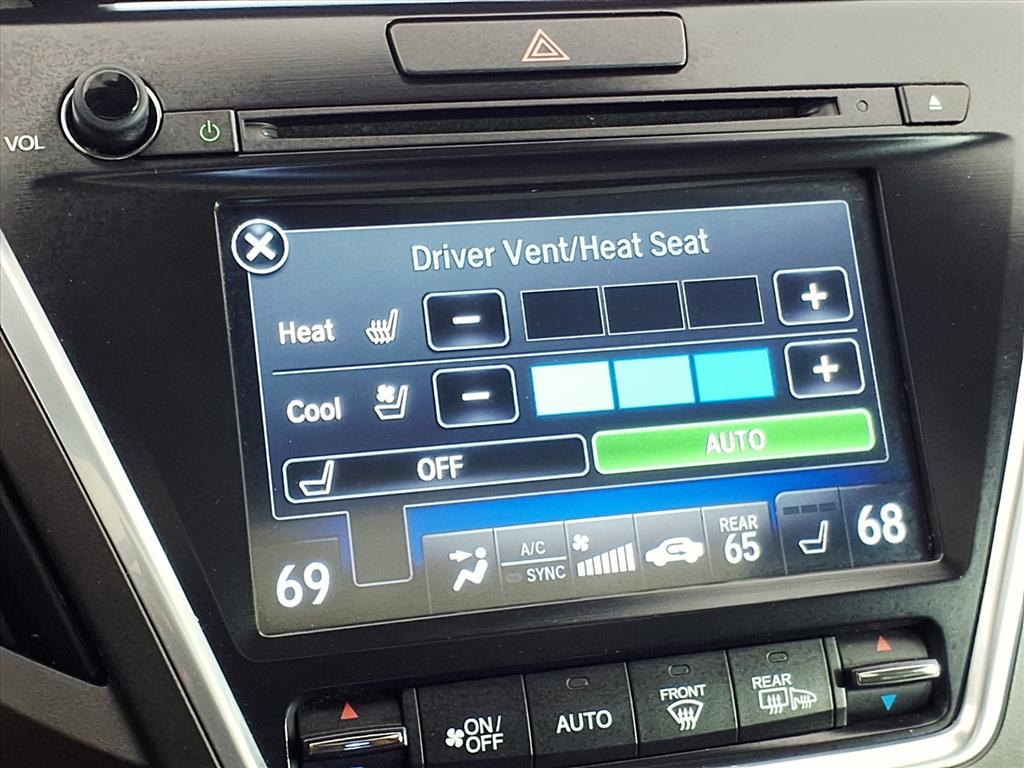 VOL
Driver Vent/Heat Seat
Heat - +
Cool - +
OFF AUTO
69
A/C
SYNC
REAR
65
68
ON/
OFF
AUTO
FRONT
REAR